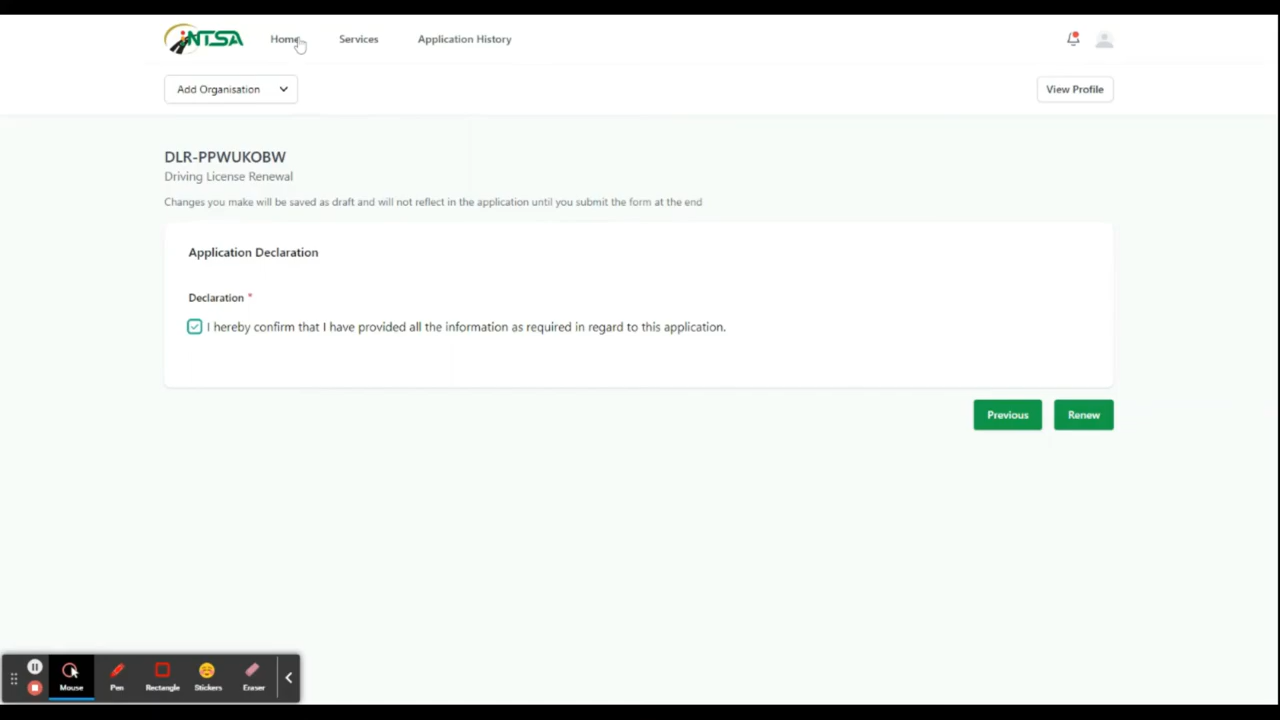 NTSA Home Services Application History
Add Organisation View Profile
DLR-PPWUKOBW
Driving License Renewal
Changes you make will be saved as draft and will not reflect in the application until you submit the form at the end
Application Declaration
Declaration *
I hereby confirm that I have provided all the information as required in regard to this application.
Previous Renew
Mouse Pen Rectangle Stickers Eraser